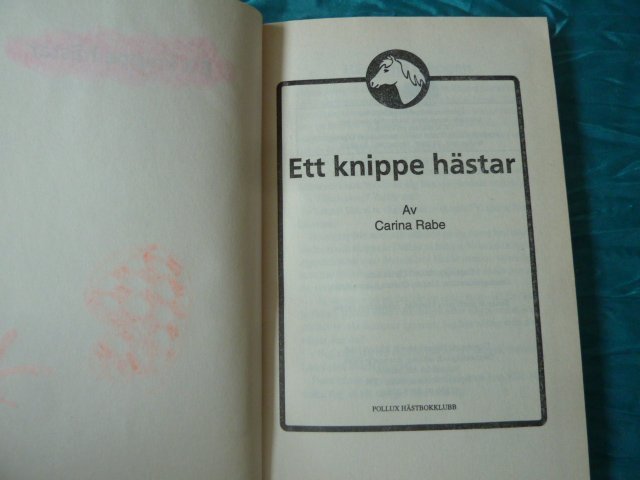 Ett knippe hästar
Av
Carina Rabe
POLLUX HÄSTBOKKLUBB